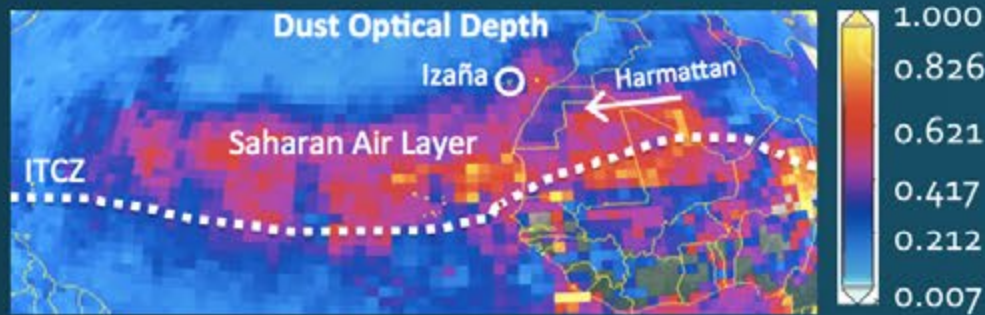 Dust Optical Depth
Izaña
Harmattan
Saharan Air Layer
ITCZ
1.000
0.826
0.621
0.417
0.212
0.007